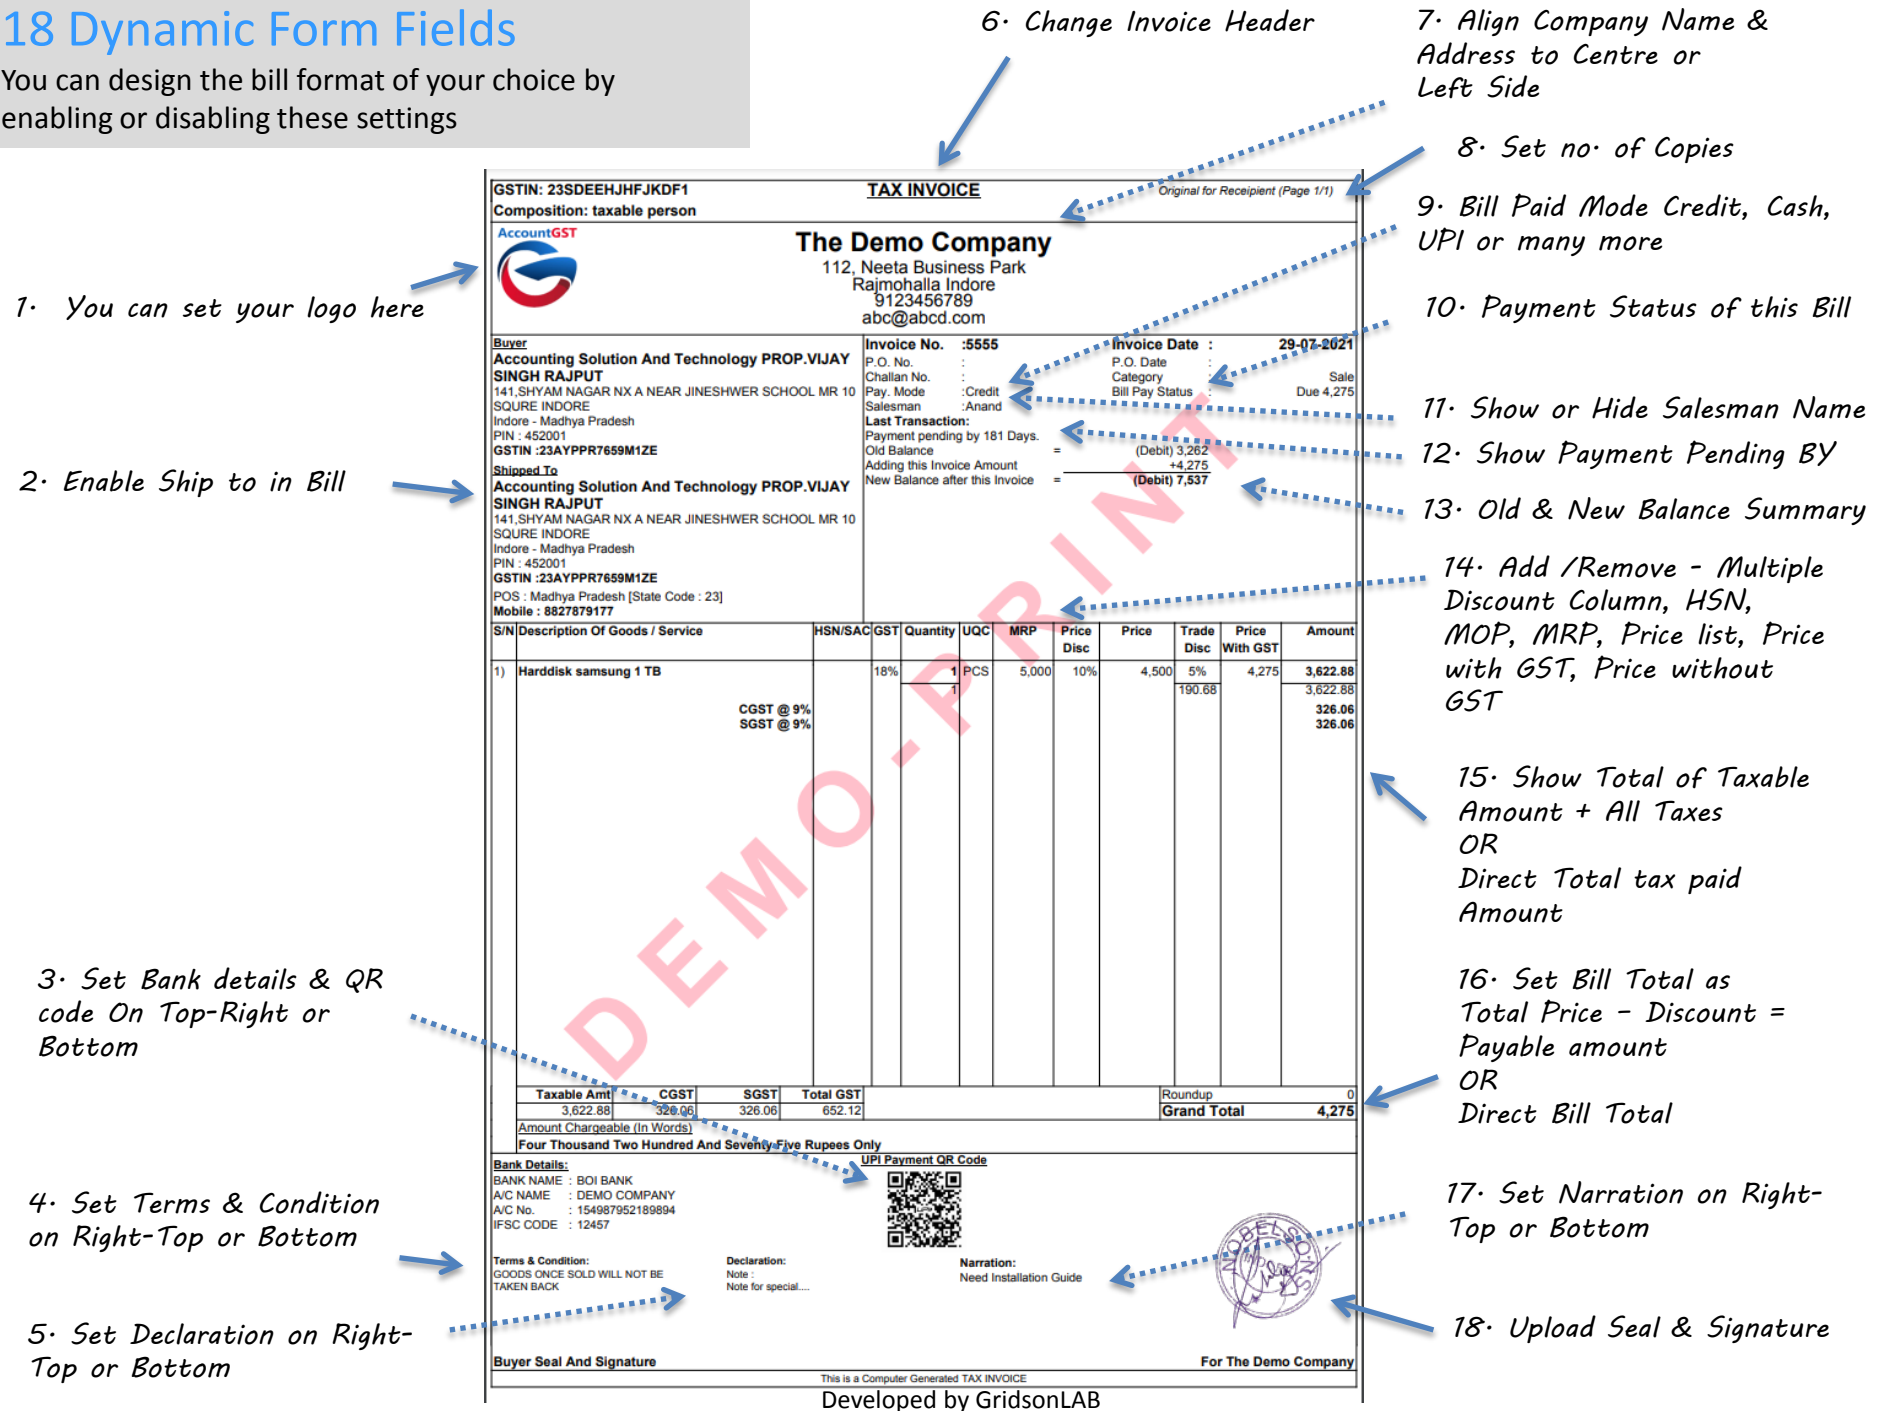 18 Dynamic Form Fields
You can design the bill format of your choice by
enabling or disabling these settings
6. Change Invoice Header
7. Align Company Name &
Address to Centre or
Left Side
8. Set no. of Copies
9. Bill Paid Mode Credit, Cash,
UPI or many more
10. Payment Status of this Bill
11. Show or Hide Salesman Name
12. Show Payment Pending BY
13. Old & New Balance Summary
14. Add /Remove - Multiple
Discount Column, HSN,
MOP, MRP, Price list, Price
with GST, Price without
GST
15. Show Total of Taxable
Amount + All Taxes
OR
Direct Total tax paid
Amount
16. Set Bill Total as
Total Price – Discount =
Payable amount
OR
Direct Bill Total
17. Set Narration on Right-
Top or Bottom
18. Upload Seal & Signature
1. You can set your logo here
2. Enable Ship to in Bill
3. Set Bank details & QR
code On Top-Right or
Bottom
4. Set Terms & Condition
on Right-Top or Bottom
5. Set Declaration on Right-
Top or Bottom
GSTIN: 23SDEEHJHFJKDF1 TAX INVOICE Original for Receipient (Page 1/1)
Composition: taxable person
AccountGST
The Demo Company
112, Neeta Business Park
Rajmohalla Indore
9123456789
abc@abcd.com
Buyer
Accounting Solution And Technology PROP.VIJAY
SINGH RAJPUT
141,SHYAM NAGAR NX A NEAR JINESHWER SCHOOL MR 10
SQURE INDORE
Indore - Madhya Pradesh
PIN : 452001
GSTIN :23AYPPR7659M1ZE
Shipped To
Accounting Solution And Technology PROP.VIJAY
SINGH RAJPUT
141,SHYAM NAGAR NX A NEAR JINESHWER SCHOOL MR 10
SQURE INDORE
Indore - Madhya Pradesh
PIN : 452001
GSTIN :23AYPPR7659M1ZE
POS : Madhya Pradesh [State Code : 23]
Mobile : 8827879177
Invoice No. :5555 Invoice Date : 29-07-2021
P.O. No. : P.O. Date :
Challan No. : Category : Sale
Pay. Mode :Credit Bill Pay Status : Due 4,275
Salesman :Anand
Last Transaction:
Payment pending by 181 Days.
Old Balance = (Debit) 3,262
Adding this Invoice Amount +4,275
New Balance after this Invoice = (Debit) 7,537
S/N Description Of Goods / Service HSN/SAC GST Quantity UQC MRP Price Disc Price Trade Disc Price With GST Amount
1) Harddisk samsung 1 TB 18% 1 PCS 5,000 10% 4,500 5% 4,275 3,622.88
1 190.68 3,622.88
CGST @ 9% 326.06
SGST @ 9% 326.06
DEMO-PRINT
Taxable Amt CGST SGST Total GST Roundup 0
3,622.88 326.06 326.06 652.12 Grand Total 4,275
Amount Chargeable (In Words)
Four Thousand Two Hundred And Seventy Five Rupees Only
Bank Details: UPI Payment QR Code
BANK NAME : BOI BANK
A/C NAME : DEMO COMPANY
A/C No. : 154987952189894
IFSC CODE : 12457
Terms & Condition:
GOODS ONCE SOLD WILL NOT BE
TAKEN BACK
Declaration:
Note :
Note for special....
Narration:
Need Installation Guide
Buyer Seal And Signature For The Demo Company
This is a Computer Generated TAX INVOICE
Developed by GridsonLAB